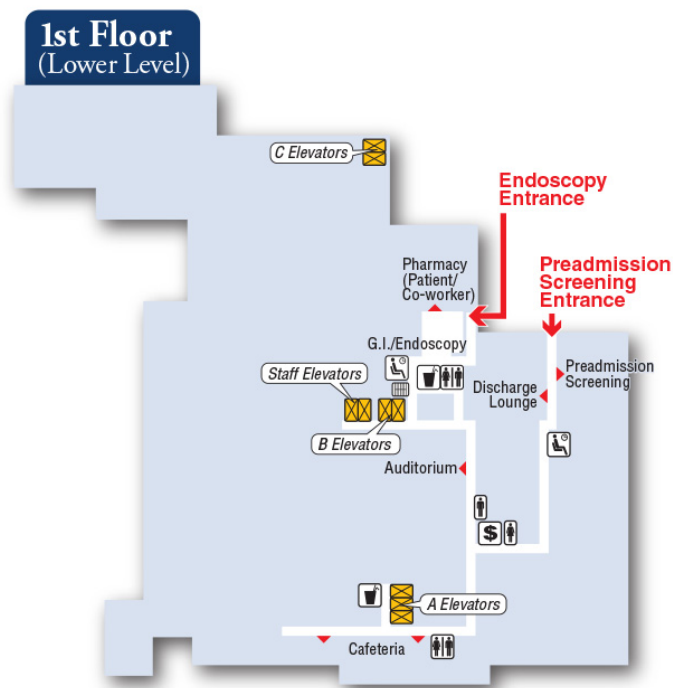 1st Floor
(Lower Level)
C Elevators
Endoscopy
Entrance
Pharmacy
(Patient/
Co-worker)
Preadmission
Screening
Entrance
G.I./Endoscopy
Staff Elevators
Preadmission
Screening
Discharge
Lounge
B Elevators
Auditorium
$
A Elevators
Cafeteria